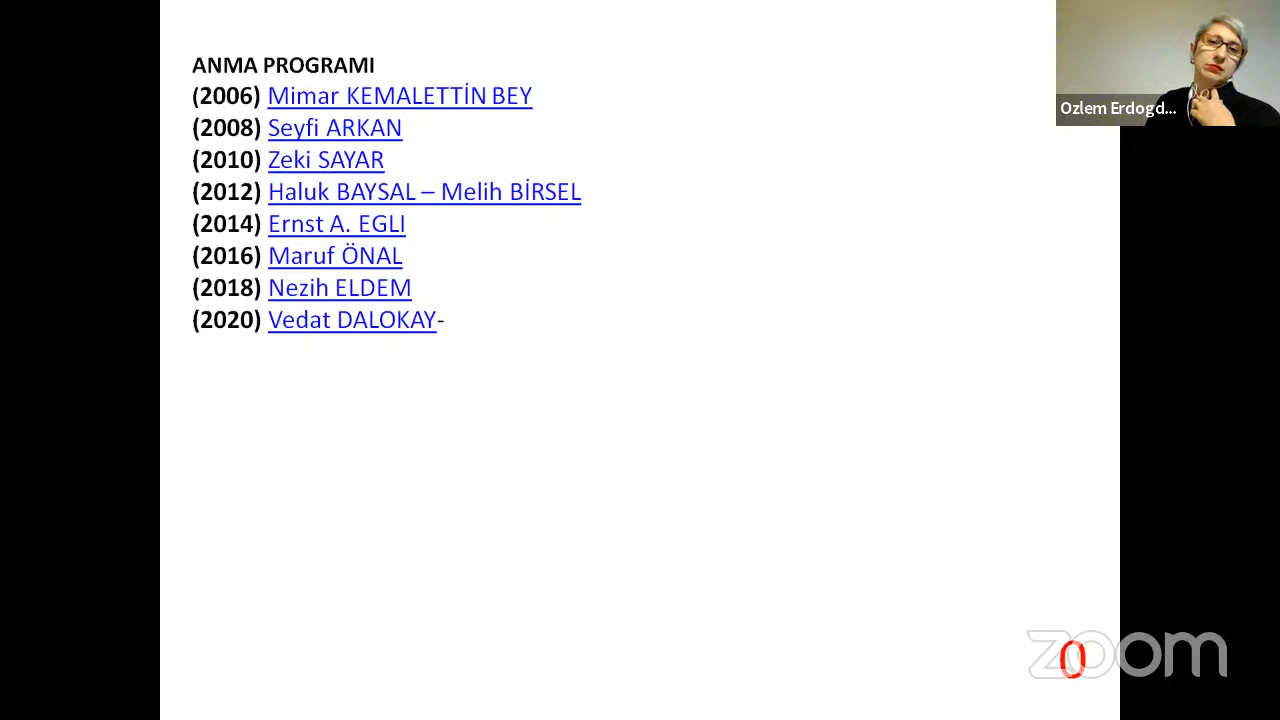 ANMA PROGRAMI
(2006) Mimar KEMALETTİN BEY
(2008) Seyfi ARKAN
(2010) Zeki SAYAR
(2012) Haluk BAYSAL – Melih BİRSEL
(2014) Ernst A. EGLI
(2016) Maruf ÖNAL
(2018) Nezih ELDEM
(2020) Vedat DALOKAY-
Ozlem Erdogd...
zoom
0